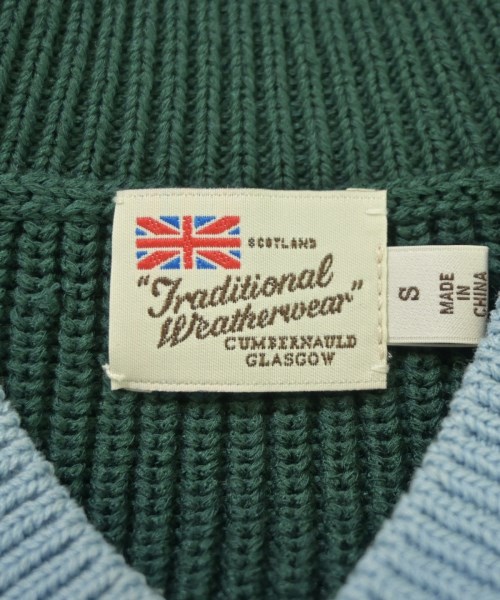 SCOTLAND
"Traditional
Weatherwear"
CUMBERNAULD
GLASGOW
S
MADE
IN
CHINA